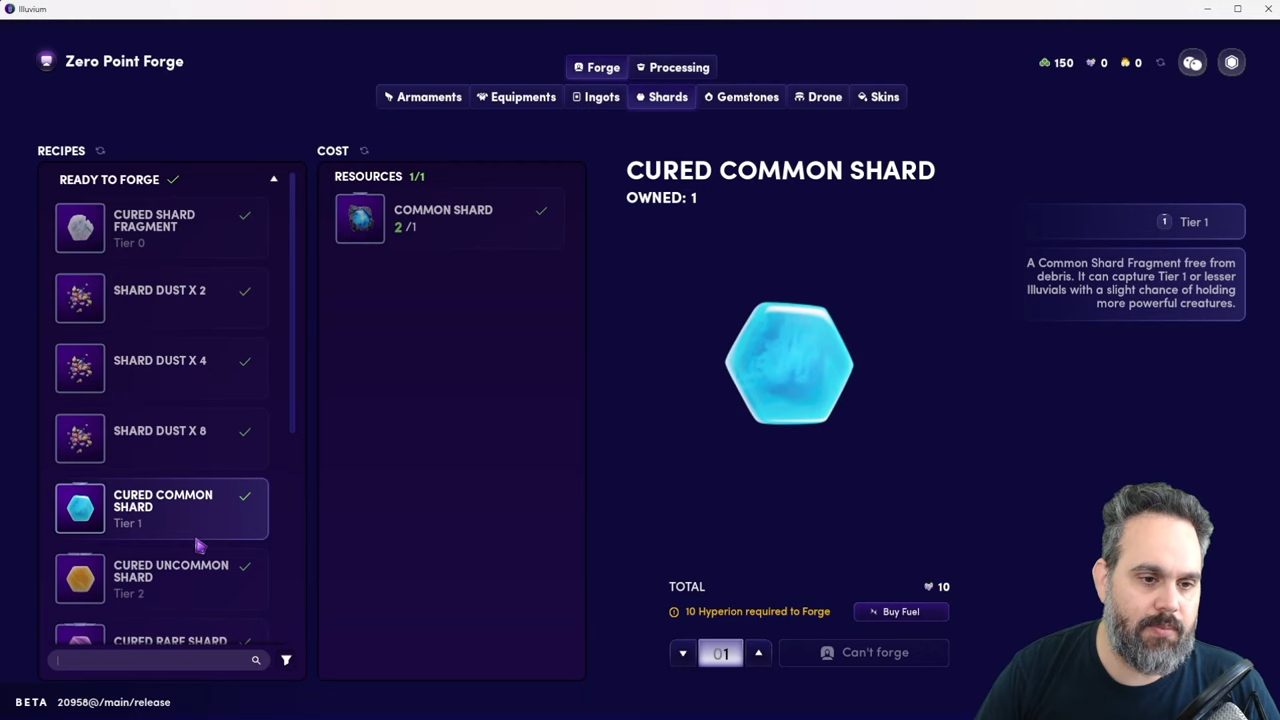 Illuvium
Zero Point Forge
Forge
Processing
150
0
0
Armaments
Equipments
Ingots
Shards
Gemstones
Drone
Skins
RECIPES
COST
READY TO FORGE
CURED SHARD
FRAGMENT
Tier 0
SHARD DUST X 2
SHARD DUST X 4
SHARD DUST X 8
CURED COMMON
SHARD
Tier 1
CURED UNCOMMON
SHARD
Tier 2
CURED RARE SHARD
RESOURCES 1/1
COMMON SHARD
2 /1
CURED COMMON SHARD
OWNED: 1
1 Tier 1
A Common Shard Fragment free from
debris. It can capture Tier 1 or lesser
Illuvials with a slight chance of holding
more powerful creatures.
TOTAL
10
10 Hyperion required to Forge
Buy Fuel
01
Can't forge
BETA 20958@/main/release